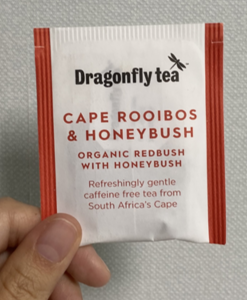 Dragonfly tea
CAPE ROOIBOS
& HONEYBUSH
ORGANIC REDBUSH
WITH HONEYBUSH
Refreshingly gentle
caffeine free tea from
South Africa's Cape